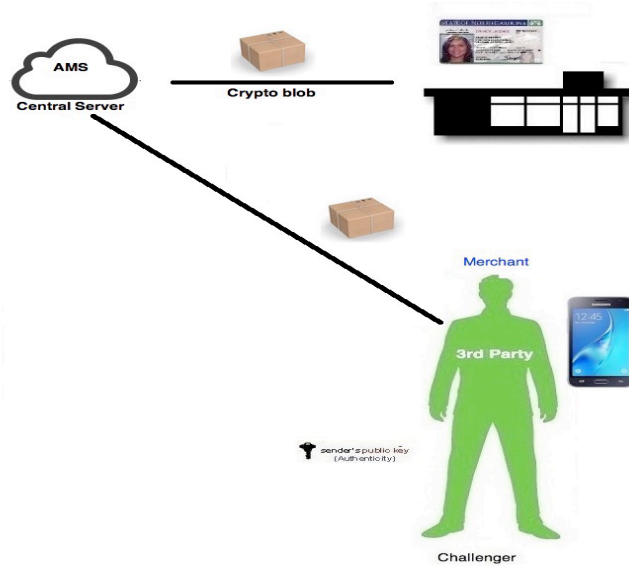 AMS
Central Server
Crypto blob
Merchant
12:45
3rd Party
sender's public key
(Authenticity)
Challenger